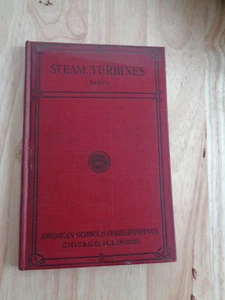 STEAM TURBINES
AMERICAN SCHOOL OF CORRESPONDENCE
CHICAGO, ILLINOIS